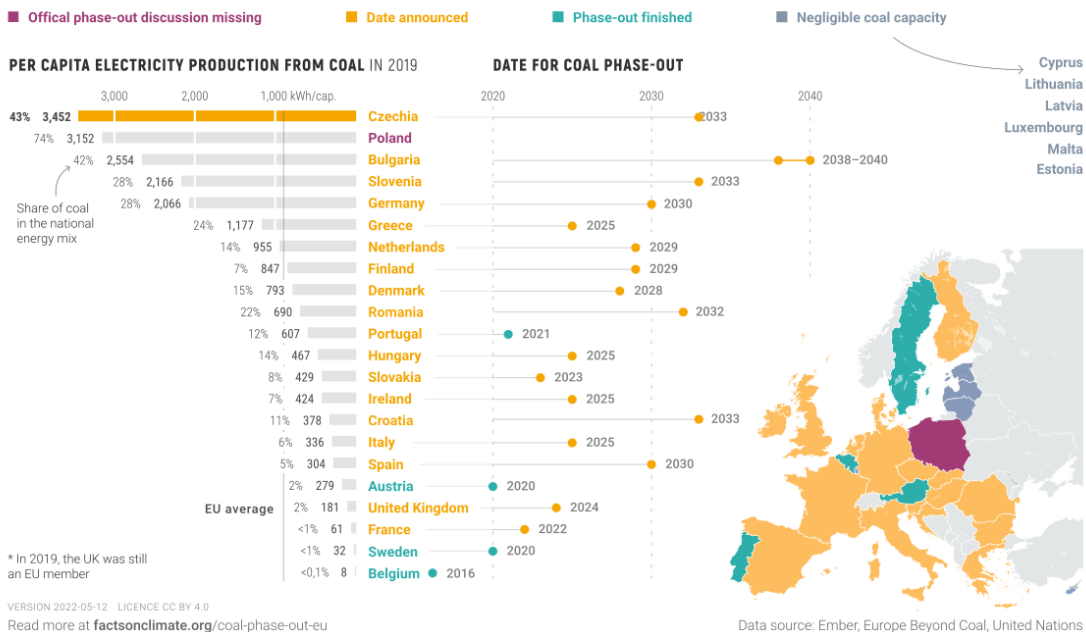 Offical phase-out discussion missing
Date announced
Phase-out finished
Negligible coal capacity
PER CAPITA ELECTRICITY PRODUCTION FROM COAL IN 2019
DATE FOR COAL PHASE-OUT
Cyprus
Lithuania
Latvia
Luxembourg
Malta
Estonia
3,000 2,000 1,000 kWh/cap. 2020 2030 2040
43% 3,452 Czechia 2033
74% 3,152 Poland
42% 2,554 Bulgaria 2038–2040
28% 2,166 Slovenia 2033
28% 2,066 Germany 2030
24% 1,177 Greece 2025
14% 955 Netherlands 2029
7% 847 Finland 2029
15% 793 Denmark 2028
22% 690 Romania 2032
12% 607 Portugal 2021
14% 467 Hungary 2025
8% 429 Slovakia 2023
7% 424 Ireland 2025
11% 378 Croatia 2033
6% 336 Italy 2025
5% 304 Spain 2030
2% 279 Austria 2020
2% 181 United Kingdom 2024
<1% 61 France 2022
<1% 32 Sweden 2020
<0,1% 8 Belgium 2016
Share of coal
in the national
energy mix
EU average
* In 2019, the UK was still
an EU member
VERSION 2022-05-12 LICENCE CC BY 4.0
Read more at factsonclimate.org/coal-phase-out-eu
Data source: Ember, Europe Beyond Coal, United Nations